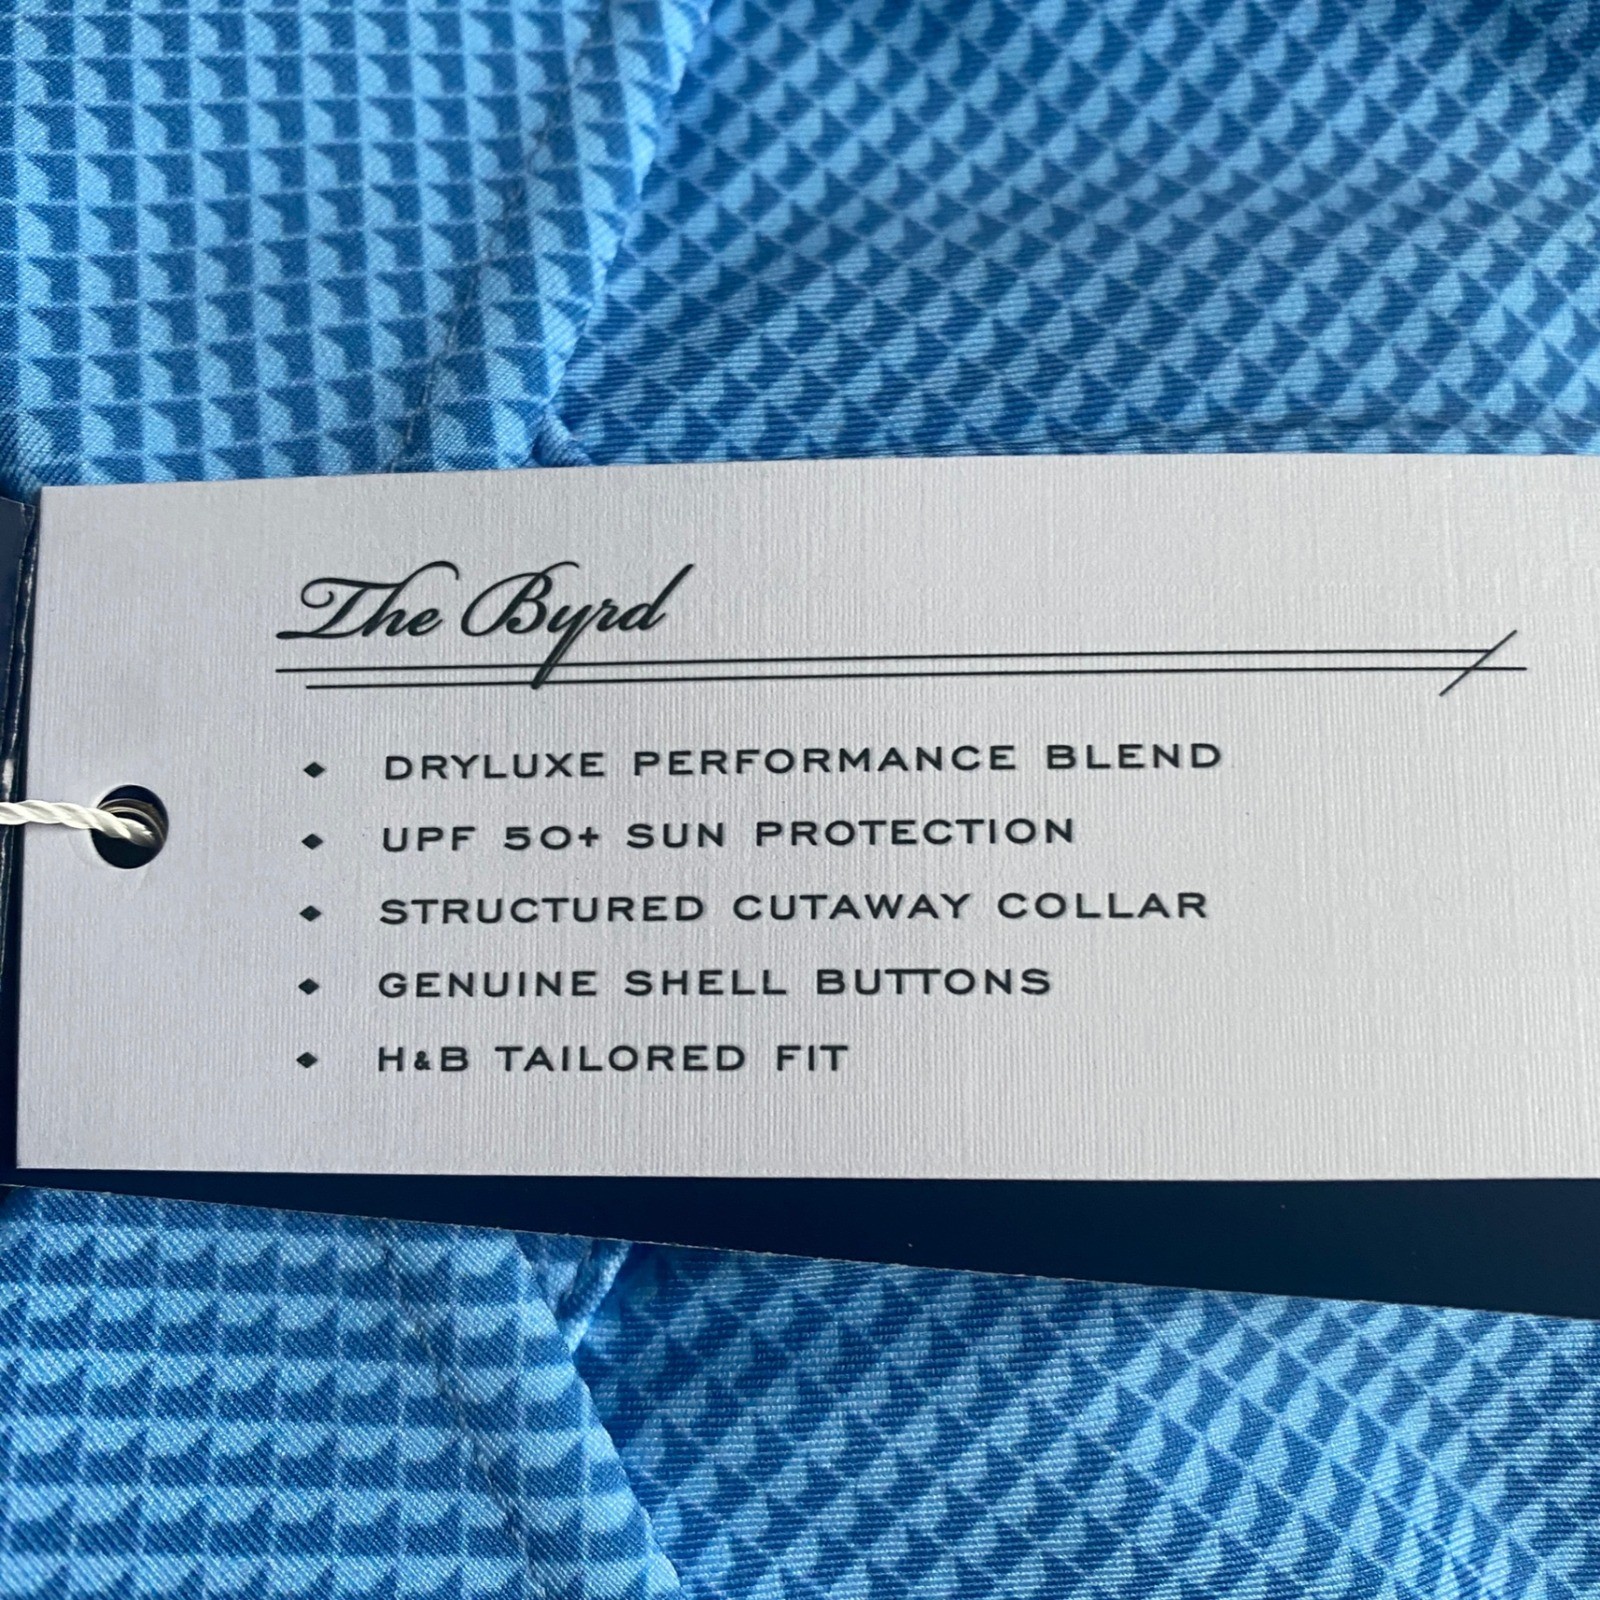 The Byrd
DRYLUXE PERFORMANCE BLEND
UPF 50+ SUN PROTECTION
STRUCTURED CUTAWAY COLLAR
GENUINE SHELL BUTTONS
H&B TAILORED FIT